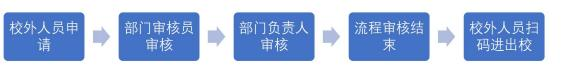 校外人员申
请
部门审核员
审核
部门负责人
审核
流程审核结
束
校外人员扫
码进出校